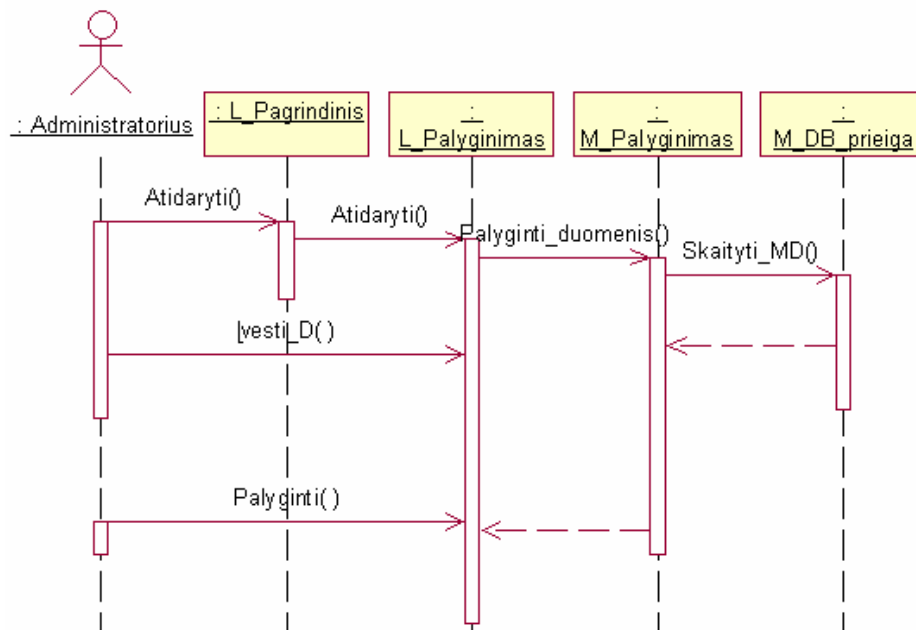 : Administratorius
: L_Pagrindinis
:
L_Palyginimas
:
M_Palyginimas
:
M_DB_prieiga
Atidaryti()
Atidaryti()
Palyginti_duomenis()
Skaityti_MD()
Įvesti_D( )
Palyginti( )